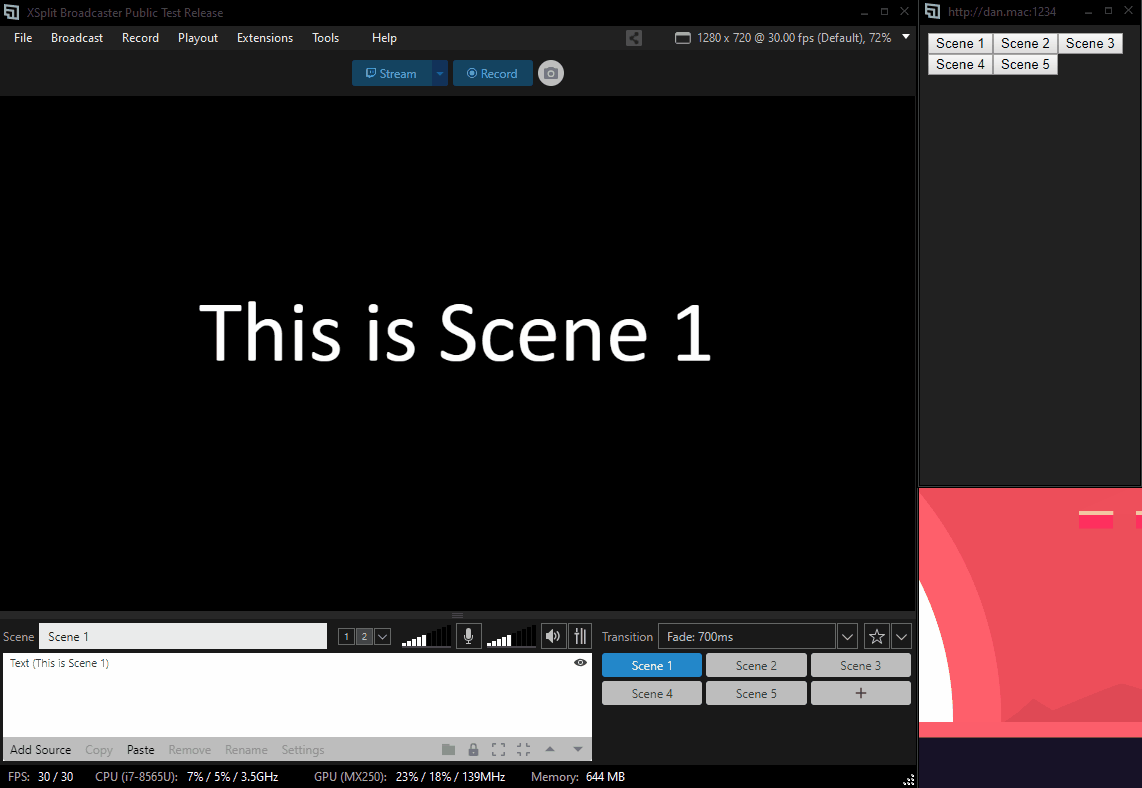 XSplit Broadcaster Public Test Release
http://dan.mac:1234
File Broadcast Record Playout Extensions Tools Help
1280 x 720 @ 30.00 fps (Default), 72%
Scene 1 Scene 2 Scene 3
Scene 4 Scene 5
Stream Record
This is Scene 1
Scene Scene 1 1 2
Transition Fade: 700ms
Text (This is Scene 1)
Scene 1 Scene 2 Scene 3
Scene 4 Scene 5 +
Add Source Copy Paste Remove Rename Settings
FPS: 30 / 30 CPU (i7-8565U): 7% / 5% / 3.5GHz GPU (MX250): 23% / 18% / 139MHz Memory: 644 MB